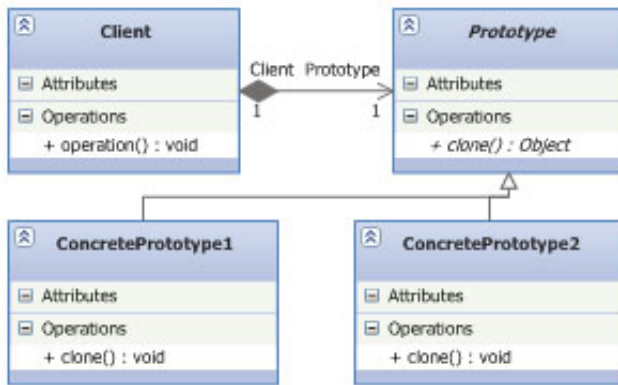 Client
Attributes
Operations
+ operation() : void
Client Prototype
1 1
Prototype
Attributes
Operations
+ clone() : Object
ConcretePrototype1
Attributes
Operations
+ clone() : void
ConcretePrototype2
Attributes
Operations
+ clone() : void